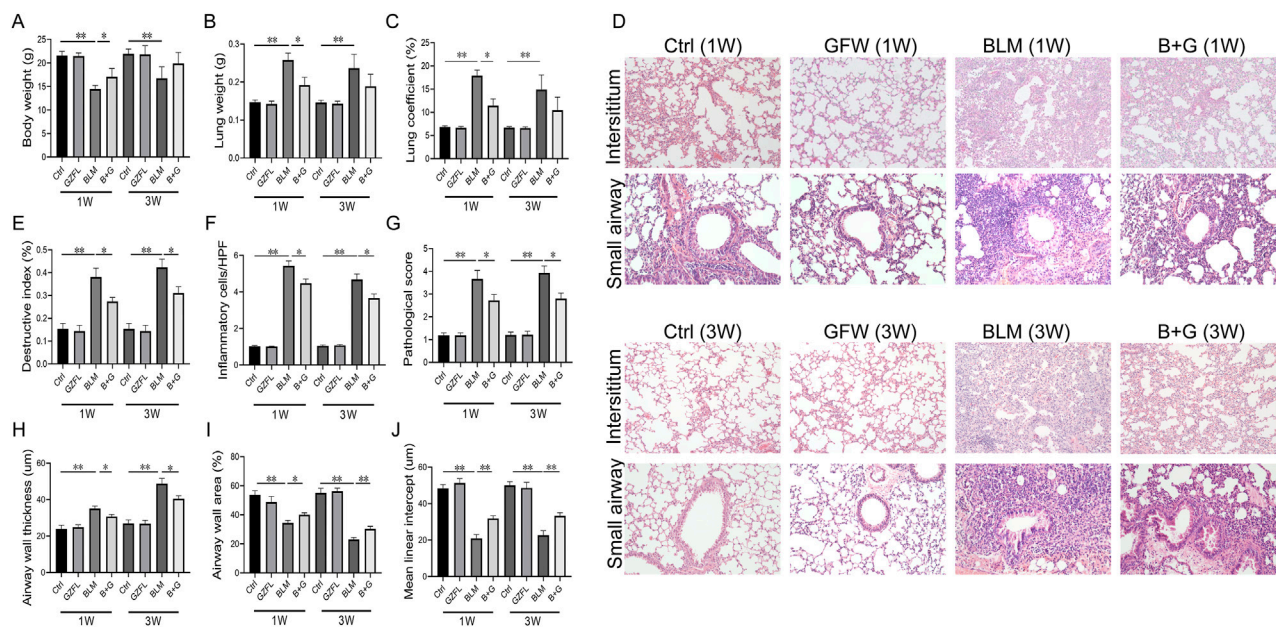 A
Body weight (g)
25
20
15
10
5
0
** * **
Ctrl GZFL BLM B+G Ctrl GZFL BLM B+G
1W 3W
B
Lung weight (g)
0.3
0.2
0.1
0.0
** * **
Ctrl GZFL BLM B+G Ctrl GZFL BLM B+G
1W 3W
C
Lung coefficient (%)
25
20
15
10
5
0
** * **
Ctrl GZFL BLM B+G Ctrl GZFL BLM B+G
1W 3W
D
Ctrl (1W) GFW (1W) BLM (1W) B+G (1W)
Intersititum
Small airway
Ctrl (3W) GFW (3W) BLM (3W) B+G (3W)
Intersititum
Small airway
E
Destructive index (%)
0.5
0.4
0.3
0.2
0.1
0.0
** * ** *
Ctrl GZFL BLM B+G Ctrl GZFL BLM B+G
1W 3W
F
Inflammatory cells/HPF
6
4
2
0
** * ** *
Ctrl GZFL BLM B+G Ctrl GZFL BLM B+G
1W 3W
G
Pathological score
5
4
3
2
1
0
** * ** *
Ctrl GZFL BLM B+G Ctrl GZFL BLM B+G
1W 3W
H
Airway wall thickness (um)
60
40
20
0
** * ** *
Ctrl GZFL BLM B+G Ctrl GZFL BLM B+G
1W 3W
I
Airway wall area (%)
80
60
40
20
0
** * ** **
Ctrl GZFL BLM B+G Ctrl GZFL BLM B+G
1W 3W
J
Mean linear intercept (um)
60
40
20
0
** ** ** **
Ctrl GZFL BLM B+G Ctrl GZFL BLM B+G
1W 3W